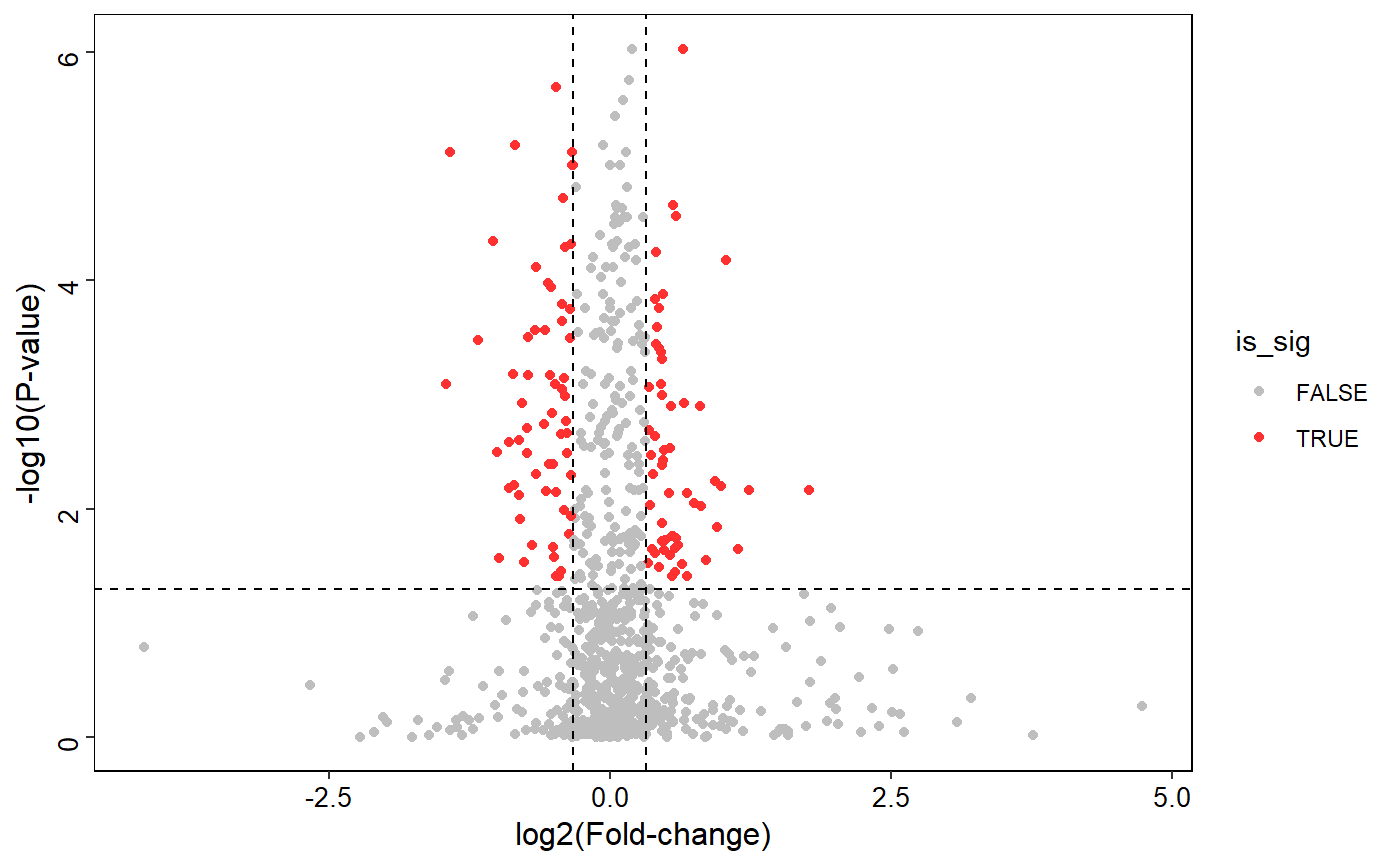 6
4
2
0
-log10(P-value)
-2.5
0.0
2.5
5.0
log2(Fold-change)
is_sig
FALSE
TRUE